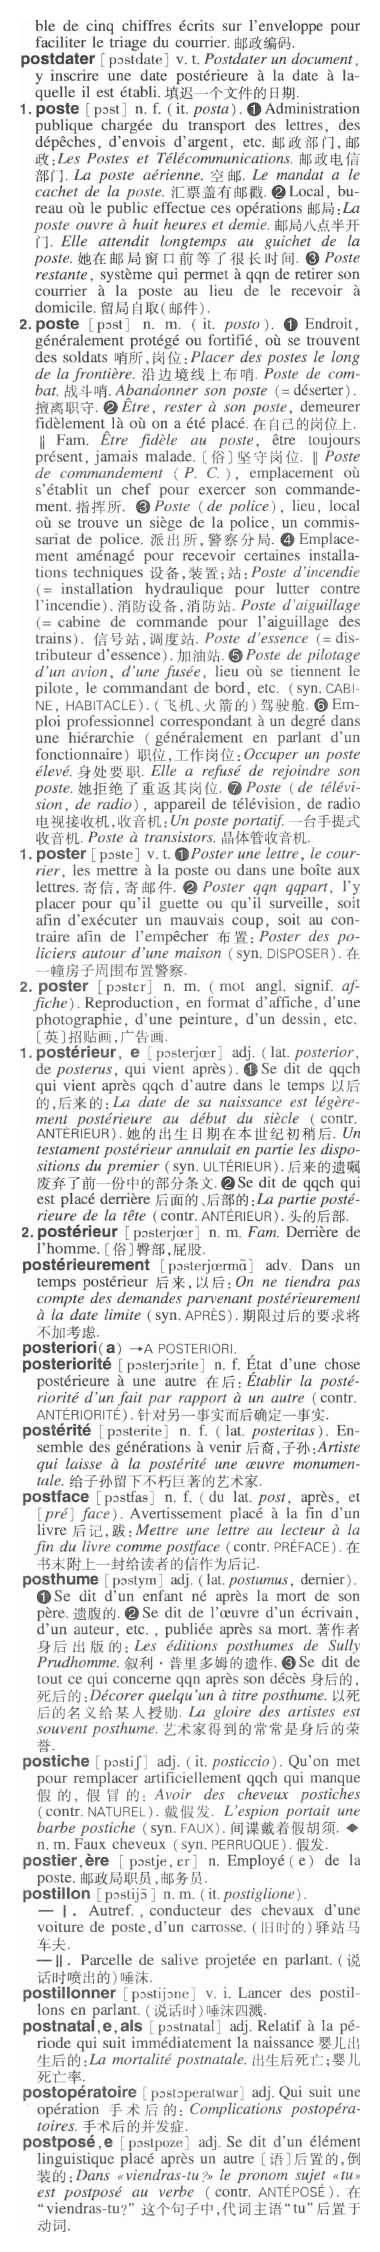 ble de cinq chiffres écrits sur l'enveloppe pour
faciliter le triage du courrier. 邮政编码.
postdater [pɔstdate] v. t. Postdater un document,
y inscrire une date postérieure à la date à la-
quelle il est établi. 填迟一个文件的日期.
1. poste [pɔst] n. f. (it. posta). ❶ Administration
publique chargée du transport des lettres, des
dépêches, d'envois d'argent, etc. 邮政部门,邮
政:Les Postes et Télécommunications. 邮政电信
部门. La poste aérienne. 空邮. Le mandat a le
cachet de la poste. 汇票盖有邮戳. ❷ Local, bu-
reau où le public effectue ces opérations 邮局:La
poste ouvre à huit heures et demie. 邮局八点半开
门. Elle attendit longtemps au guichet de la
poste. 她在邮局窗口前等了很长时间. ❸ Poste
restante, système qui permet à qqn de retirer son
courrier à la poste au lieu de le recevoir à
domicile. 留局自取(邮件).
2. poste [pɔst] n. m. (it. posto). ❶ Endroit,
généralement protégé ou fortifié, où se trouvent
des soldats 哨所,岗位:Placer des postes le long
de la frontière. 沿边境线上布哨. Poste de com-
bat. 战斗哨. Abandonner son poste (= déserter).
擅离职守. ❷ Être, rester à son poste, demeurer
fidèlement là où on a été placé. 在自己的岗位上.
‖ Fam. Être fidèle au poste, être toujours
présent, jamais malade. 〔俗〕坚守岗位. ‖ Poste
de commandement (P. C.), emplacement où
s'établit un chef pour exercer son commande-
ment. 指挥所. ❸ Poste (de police), lieu, local
où se trouve un siège de la police, un commis-
sariat de police. 派出所,警察分局. ❹ Emplace-
ment aménagé pour recevoir certaines installa-
tions techniques 设备,装置;站:Poste d'incendie
(= installation hydraulique pour lutter contre
l'incendie). 消防设备,消防站. Poste d'aiguillage
(= cabine de commande pour l'aiguillage des
trains). 信号站,调度站. Poste d'essence (= dis-
tributeur d'essence). 加油站. ❺ Poste de pilotage
d'un avion, d'une fusée, lieu où se tiennent le
pilote, le commandant de bord, etc. (syn. CABI-
NE, HABITACLE). (飞机、火箭的)驾驶舱. ❻ Em-
ploi professionnel correspondant à un degré dans
une hiérarchie (généralement en parlant d'un
fonctionnaire) 职位,工作岗位:Occuper un poste
élevé. 身处要职. Elle a refusé de rejoindre son
poste. 她拒绝了重返其岗位. ❼ Poste (de télévi-
sion, de radio), appareil de télévision, de radio
电视接收机,收音机:Un poste portatif. 一台手提式
收音机. Poste à transistors. 晶体管收音机.
1. poster [pɔste] v. t. ❶ Poster une lettre, le cour-
rier, les mettre à la poste ou dans une boîte aux
lettres. 寄信,寄邮件. ❷ Poster qqn qqpart, l'y
placer pour qu'il guette ou qu'il surveille, soit
afin d'exécuter un mauvais coup, soit au con-
traire afin de l'empêcher 布置: Poster des po-
liciers autour d'une maison (syn. DISPOSER). 在
一幢房子周围布置警察.
2. poster [pɔstɛr] n. m. (mot angl. signif. af-
fiche). Reproduction, en format d'affiche, d'une
photographie, d'une peinture, d'un dessin, etc.
〔英〕招贴画,广告画.
1. postérieur, e [pɔsterjœr] adj. (lat. posterior,
de posterus, qui vient après). ❶ Se dit de qqch
qui vient après qqch d'autre dans le temps 以后
的,后来的:La date de sa naissance est légère-
ment postérieure au début du siècle (contr.
ANTÉRIEUR). 她的出生日期在本世纪初稍后. Un
testament postérieur annulait en partie les dispo-
sitions du premier (syn. ULTÉRIEUR). 后来的遗嘱
废弃了前一份中的部分条文. ❷ Se dit de qqch qui
est placé derrière 后面的、后部的:La partie posté-
rieure de la tête (contr. ANTÉRIEUR). 头的后部.
2. postérieur [pɔsterjœr] n. m. Fam. Derrière de
l'homme. 〔俗〕臀部,屁股.
postérieurement [pɔsterjœrmɑ̃] adv. Dans un
temps postérieur 后来,以后:On ne tiendra pas
compte des demandes parvenant postérieurement
à la date limite (syn. APRÈS). 期限过后的要求将
不加考虑.
posteriori(a) →A POSTERIORI.
posteriorité [pɔsterjɔrite] n. f. État d'une chose
postérieure à une autre 在后: Établir la posté-
riorité d'un fait par rapport à un autre (contr.
ANTÉRIORITÉ). 针对另一事实而后确定一事实.
postérité [pɔsterite] n. f. (lat. posteritas). En-
semble des générations à venir 后裔,子孙:Artiste
qui laisse à la postérité une œuvre monumen-
tale. 给子孙留下不朽巨著的艺术家.
postface [pɔstfas] n. f. (du lat. post, après, et
[pré] face). Avertissement placé à la fin d'un
livre 后记,跋:Mettre une lettre au lecteur à la
fin du livre comme postface (contr. PRÉFACE). 在
书末附上一封给读者的信作为后记.
posthume [pɔstym] adj. (lat. postumus, dernier).
❶ Se dit d'un enfant né après la mort de son
père. 遗腹的. ❷ Se dit de l'œuvre d'un écrivain,
d'un auteur, etc., publiée après sa mort. 著作者
身后出版的: Les éditions posthumes de Sully
Prudhomme. 叙利·普里多姆的遗作. ❸ Se dit de
tout ce qui concerne qqn après son décès 身后的,
死后的:Décorer quelqu'un à titre posthume. 以死
后的名义给某人授勋. La gloire des artistes est
souvent posthume. 艺术家得到的常常是身后的荣
誉.
postiche [pɔstiʃ] adj. (it. posticcio). Qu'on met
pour remplacer artificiellement qqch qui manque
假的, 假冒的: Avoir des cheveux postiches
(contr. NATUREL). 戴假发. L'espion portait une
barbe postiche (syn. FAUX). 间谍戴着假胡须. ◆
n. m. Faux cheveux (syn. PERRUQUE). 假发.
postier, ère [pɔstje, ɛr] n. Employé(e) de la
poste. 邮政局职员,邮务员.
postillon [pɔstijɔ̃] n. m. (it. postiglione).
— I. Autref., conducteur des chevaux d'une
voiture de poste, d'un carrosse. (旧时的)驿站马
车夫.
— II. Parcelle de salive projetée en parlant. (说
话时喷出的)唾沫.
postillonner [pɔstijɔne] v. i. Lancer des postil-
lons en parlant. (说话时)唾沫四溅.
postnatal, e, als [pɔstnatal] adj. Relatif à la pé-
riode qui suit immédiatement la naissance 婴儿出
生后的:La mortalité postnatale. 出生后死亡;婴儿
死亡率.
postopératoire [pɔstɔperatwar] adj. Qui suit une
opération 手术后的: Complications postopéra-
toires. 手术后的并发症.
postposé, e [pɔstpoze] adj. Se dit d'un élément
linguistique placé après un autre 〔语〕后置的,倒
装的:Dans «viendras-tu?» le pronom sujet «tu»
est postposé au verbe (contr. ANTÉPOSÉ). 在
“viendras-tu?” 这个句子中,代词主语“tu”后置于
动词.